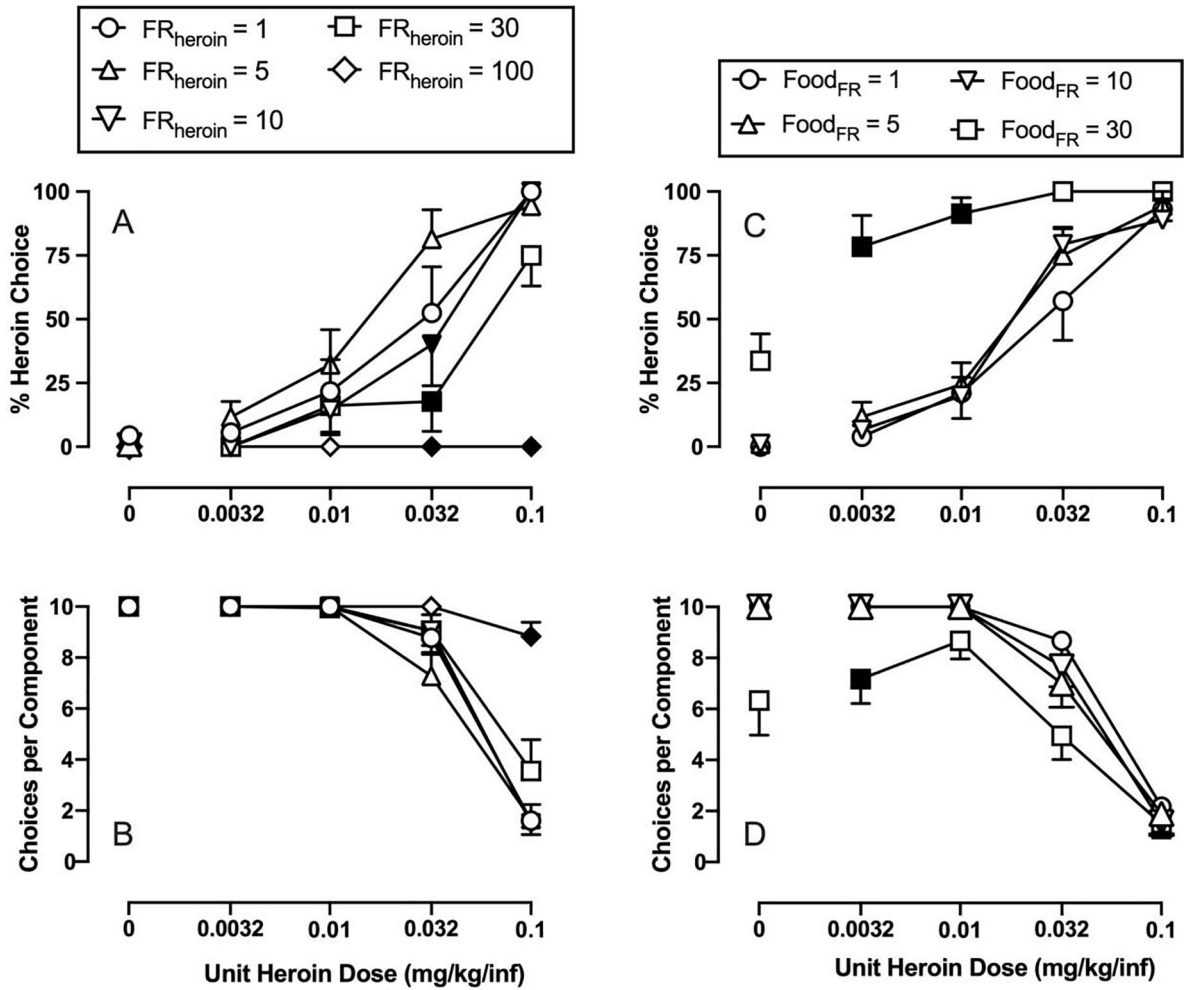 FRheroin = 1 FRheroin = 30
FRheroin = 5 FRheroin = 100
FRheroin = 10
FoodFR = 1 FoodFR = 10
FoodFR = 5 FoodFR = 30
A
% Heroin Choice
100
75
50
25
0
0 0.0032 0.01 0.032 0.1
C
% Heroin Choice
100
75
50
25
0
0 0.0032 0.01 0.032 0.1
B
Choices per Component
10
8
6
4
2
0
0 0.0032 0.01 0.032 0.1
Unit Heroin Dose (mg/kg/inf)
D
Choices per Component
10
8
6
4
2
0
0 0.0032 0.01 0.032 0.1
Unit Heroin Dose (mg/kg/inf)